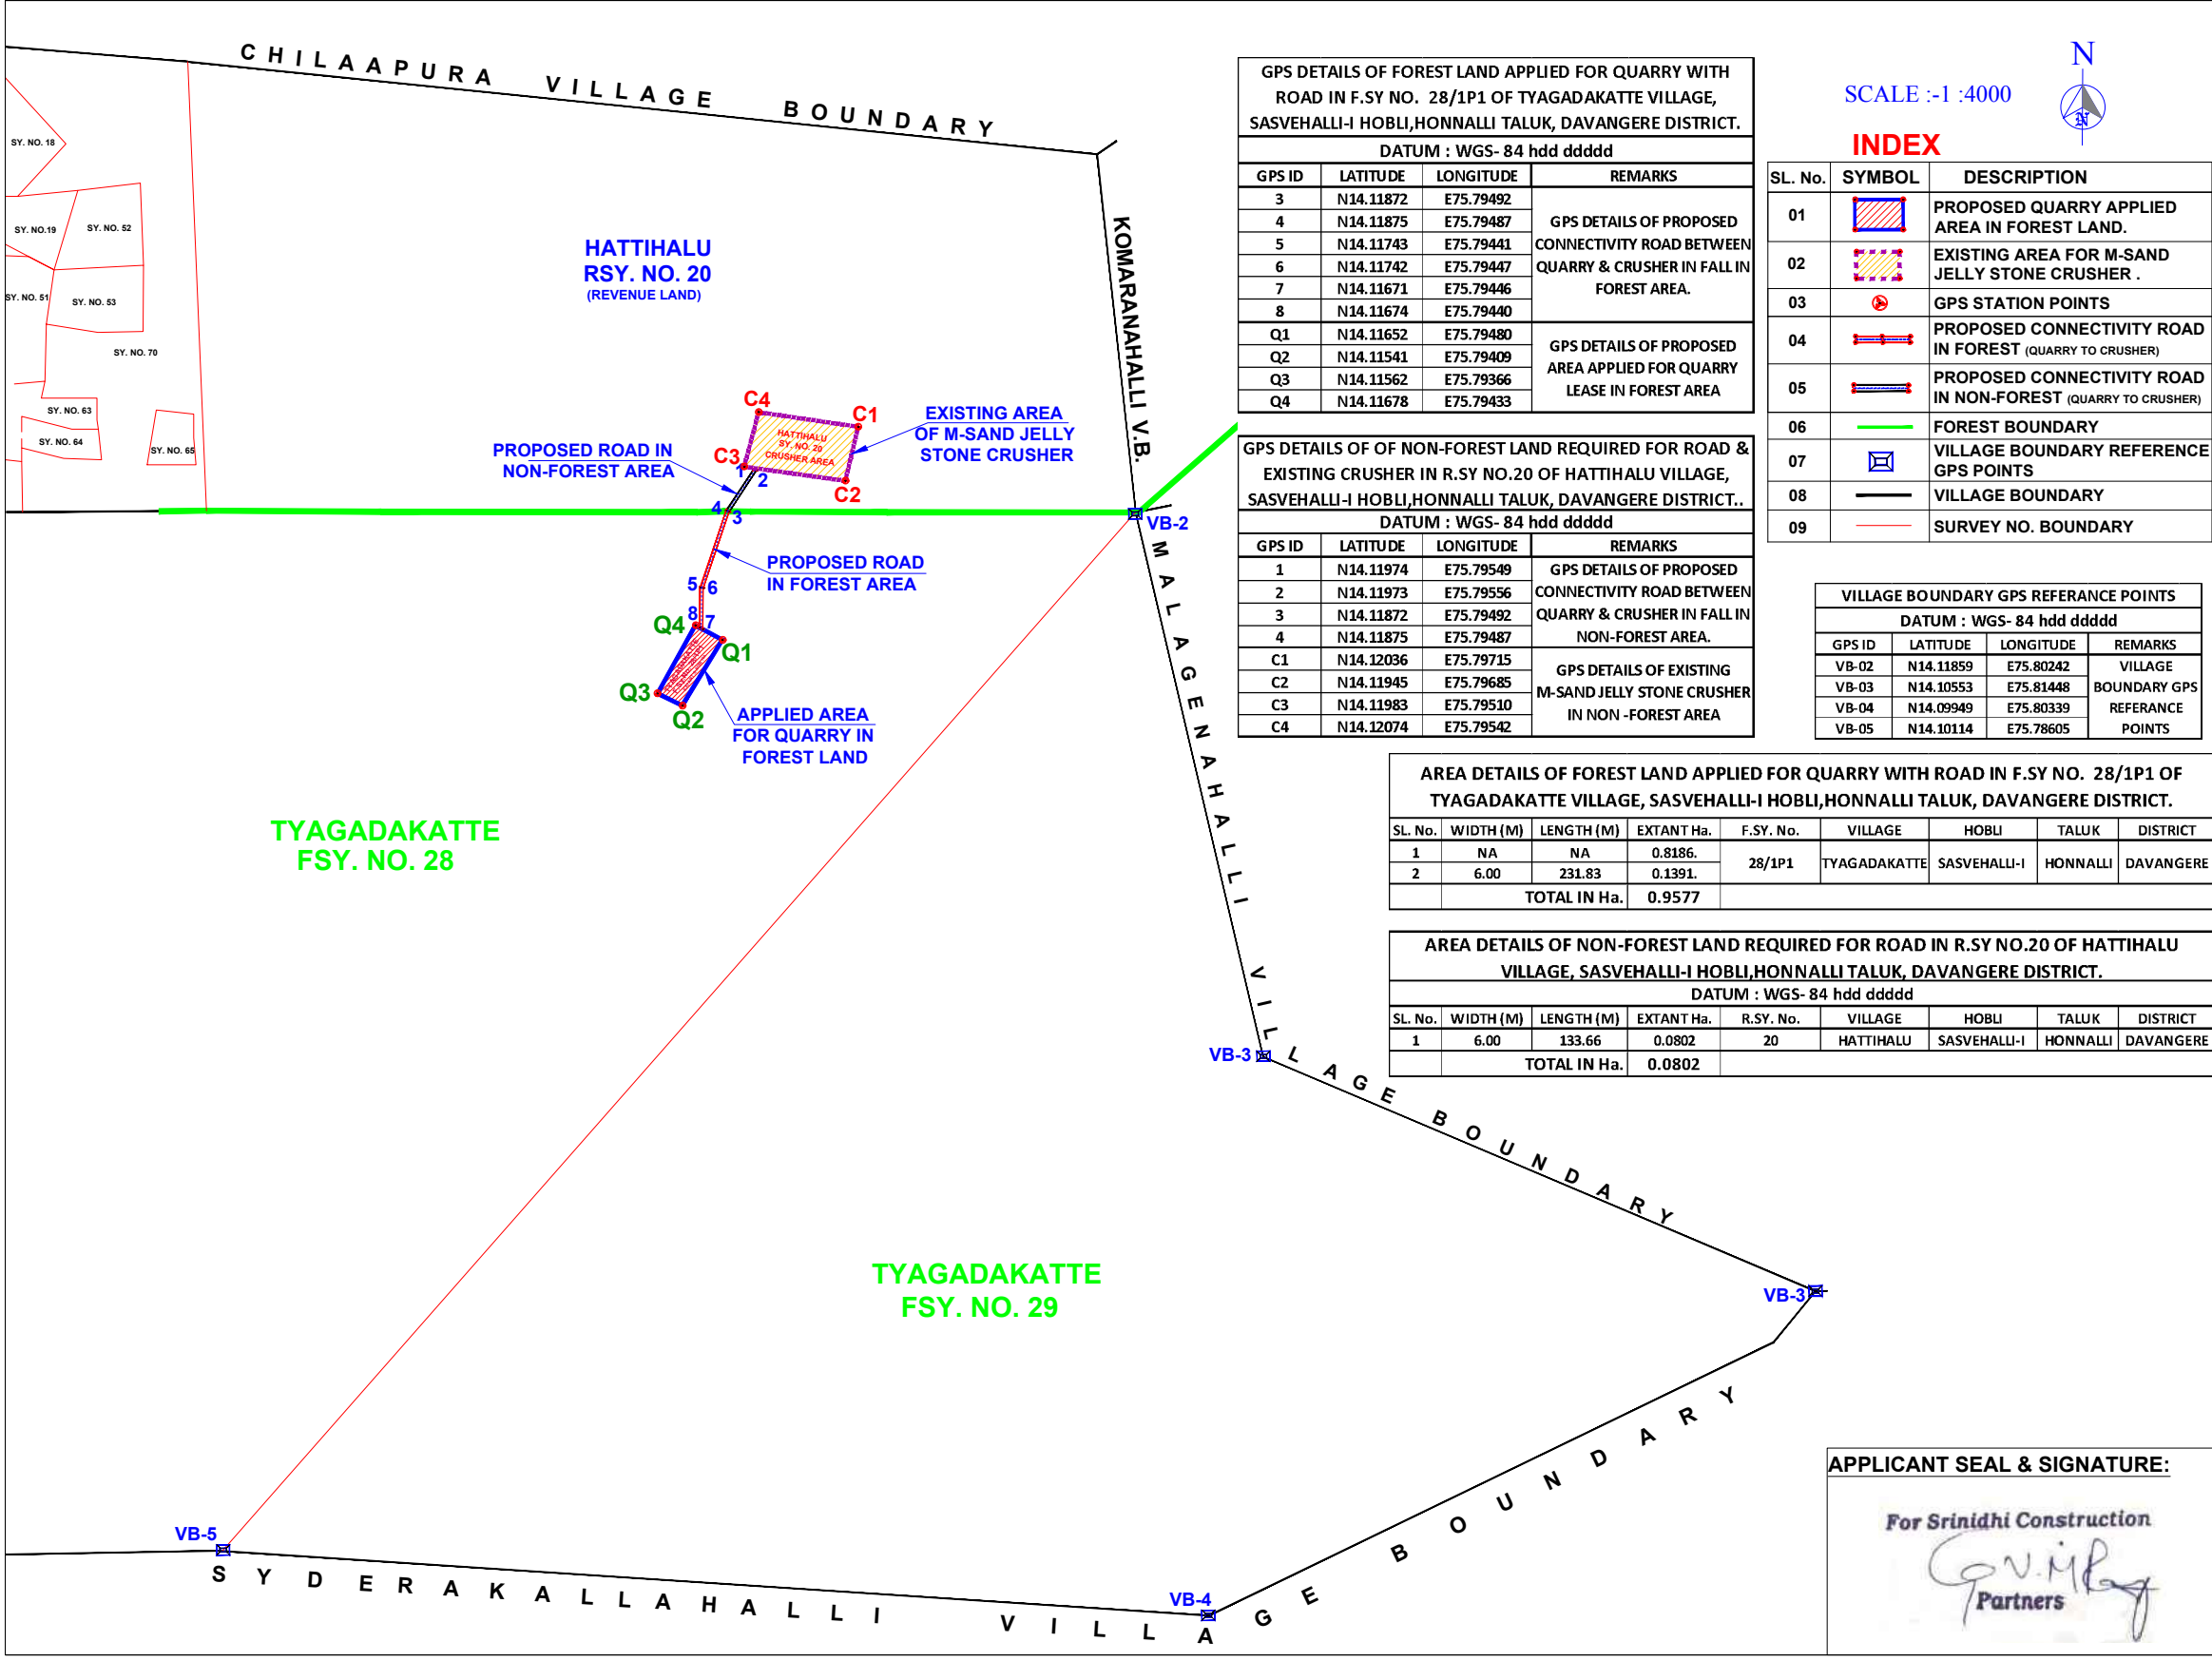 CHILAAPURA VILLAGE BOUNDARY
SY. NO. 18
SY. NO.19
SY. NO. 52
SY. NO. 51
SY. NO. 53
SY. NO. 70
SY. NO. 63
SY. NO. 64
SY. NO. 65
HATTIHALU
RSY. NO. 20
(REVENUE LAND)
KOMARANAHALLI V.B.
C4
C1
C3
C2
HATTIHALU
SY. NO. 20
CRUSHER AREA
EXISTING AREA
OF M-SAND JELLY
STONE CRUSHER
PROPOSED ROAD IN
NON-FOREST AREA
1
2
4
3
VB-2
PROPOSED ROAD
IN FOREST AREA
5
6
8
7
Q4
Q1
Q3
Q2
APPLIED AREA
FOR QUARRY IN
FOREST LAND
TYAGADAKATTE
FSY. NO. 28
MALAGENAHALLI VILLAGE BOUNDARY
VB-3
VB-3
TYAGADAKATTE
FSY. NO. 29
VB-5
VB-4
SYDERAKALLAHALLI VILLAGE BOUNDARY
GPS DETAILS OF FOREST LAND APPLIED FOR QUARRY WITH
ROAD IN F.SY NO. 28/1P1 OF TYAGADAKATTE VILLAGE,
SASVEHALLI-I HOBLI,HONNALLI TALUK, DAVANGERE DISTRICT.
DATUM : WGS- 84 hdd ddddd
GPS ID LATITUDE LONGITUDE REMARKS
3 N14.11872 E75.79492
4 N14.11875 E75.79487 GPS DETAILS OF PROPOSED
5 N14.11743 E75.79441 CONNECTIVITY ROAD BETWEEN
6 N14.11742 E75.79447 QUARRY & CRUSHER IN FALL IN
7 N14.11671 E75.79446 FOREST AREA.
8 N14.11674 E75.79440
Q1 N14.11652 E75.79480 GPS DETAILS OF PROPOSED
Q2 N14.11541 E75.79409 AREA APPLIED FOR QUARRY
Q3 N14.11562 E75.79366 LEASE IN FOREST AREA
Q4 N14.11678 E75.79433
GPS DETAILS OF OF NON-FOREST LAND REQUIRED FOR ROAD &
EXISTING CRUSHER IN R.SY NO.20 OF HATTIHALU VILLAGE,
SASVEHALLI-I HOBLI,HONNALLI TALUK, DAVANGERE DISTRICT..
DATUM : WGS- 84 hdd ddddd
GPS ID LATITUDE LONGITUDE REMARKS
1 N14.11974 E75.79549 GPS DETAILS OF PROPOSED
2 N14.11973 E75.79556 CONNECTIVITY ROAD BETWEEN
3 N14.11872 E75.79492 QUARRY & CRUSHER IN FALL IN
4 N14.11875 E75.79487 NON-FOREST AREA.
C1 N14.12036 E75.79715 GPS DETAILS OF EXISTING
C2 N14.11945 E75.79685 M-SAND JELLY STONE CRUSHER
C3 N14.11983 E75.79510 IN NON -FOREST AREA
C4 N14.12074 E75.79542
SCALE :-1 :4000
N
N
INDEX
SL. No. SYMBOL DESCRIPTION
01 PROPOSED QUARRY APPLIED
AREA IN FOREST LAND.
02 EXISTING AREA FOR M-SAND
JELLY STONE CRUSHER .
03 GPS STATION POINTS
04 PROPOSED CONNECTIVITY ROAD
IN FOREST (QUARRY TO CRUSHER)
05 PROPOSED CONNECTIVITY ROAD
IN NON-FOREST (QUARRY TO CRUSHER)
06 FOREST BOUNDARY
07 VILLAGE BOUNDARY REFERENCE
GPS POINTS
08 VILLAGE BOUNDARY
09 SURVEY NO. BOUNDARY
VILLAGE BOUNDARY GPS REFERANCE POINTS
DATUM : WGS- 84 hdd ddddd
GPS ID LATITUDE LONGITUDE REMARKS
VB-02 N14.11859 E75.80242 VILLAGE
VB-03 N14.10553 E75.81448 BOUNDARY GPS
VB-04 N14.09949 E75.80339 REFERANCE
VB-05 N14.10114 E75.78605 POINTS
AREA DETAILS OF FOREST LAND APPLIED FOR QUARRY WITH ROAD IN F.SY NO. 28/1P1 OF
TYAGADAKATTE VILLAGE, SASVEHALLI-I HOBLI,HONNALLI TALUK, DAVANGERE DISTRICT.
SL. No. WIDTH (M) LENGTH (M) EXTANT Ha. F.SY. No. VILLAGE HOBLI TALUK DISTRICT
1 NA NA 0.8186. 28/1P1 TYAGADAKATTE SASVEHALLI-I HONNALLI DAVANGERE
2 6.00 231.83 0.1391.
TOTAL IN Ha. 0.9577
AREA DETAILS OF NON-FOREST LAND REQUIRED FOR ROAD IN R.SY NO.20 OF HATTIHALU
VILLAGE, SASVEHALLI-I HOBLI,HONNALLI TALUK, DAVANGERE DISTRICT.
DATUM : WGS- 84 hdd ddddd
SL. No. WIDTH (M) LENGTH (M) EXTANT Ha. R.SY. No. VILLAGE HOBLI TALUK DISTRICT
1 6.00 133.66 0.0802 20 HATTIHALU SASVEHALLI-I HONNALLI DAVANGERE
TOTAL IN Ha. 0.0802
APPLICANT SEAL & SIGNATURE:
For Srinidhi Construction
Partners